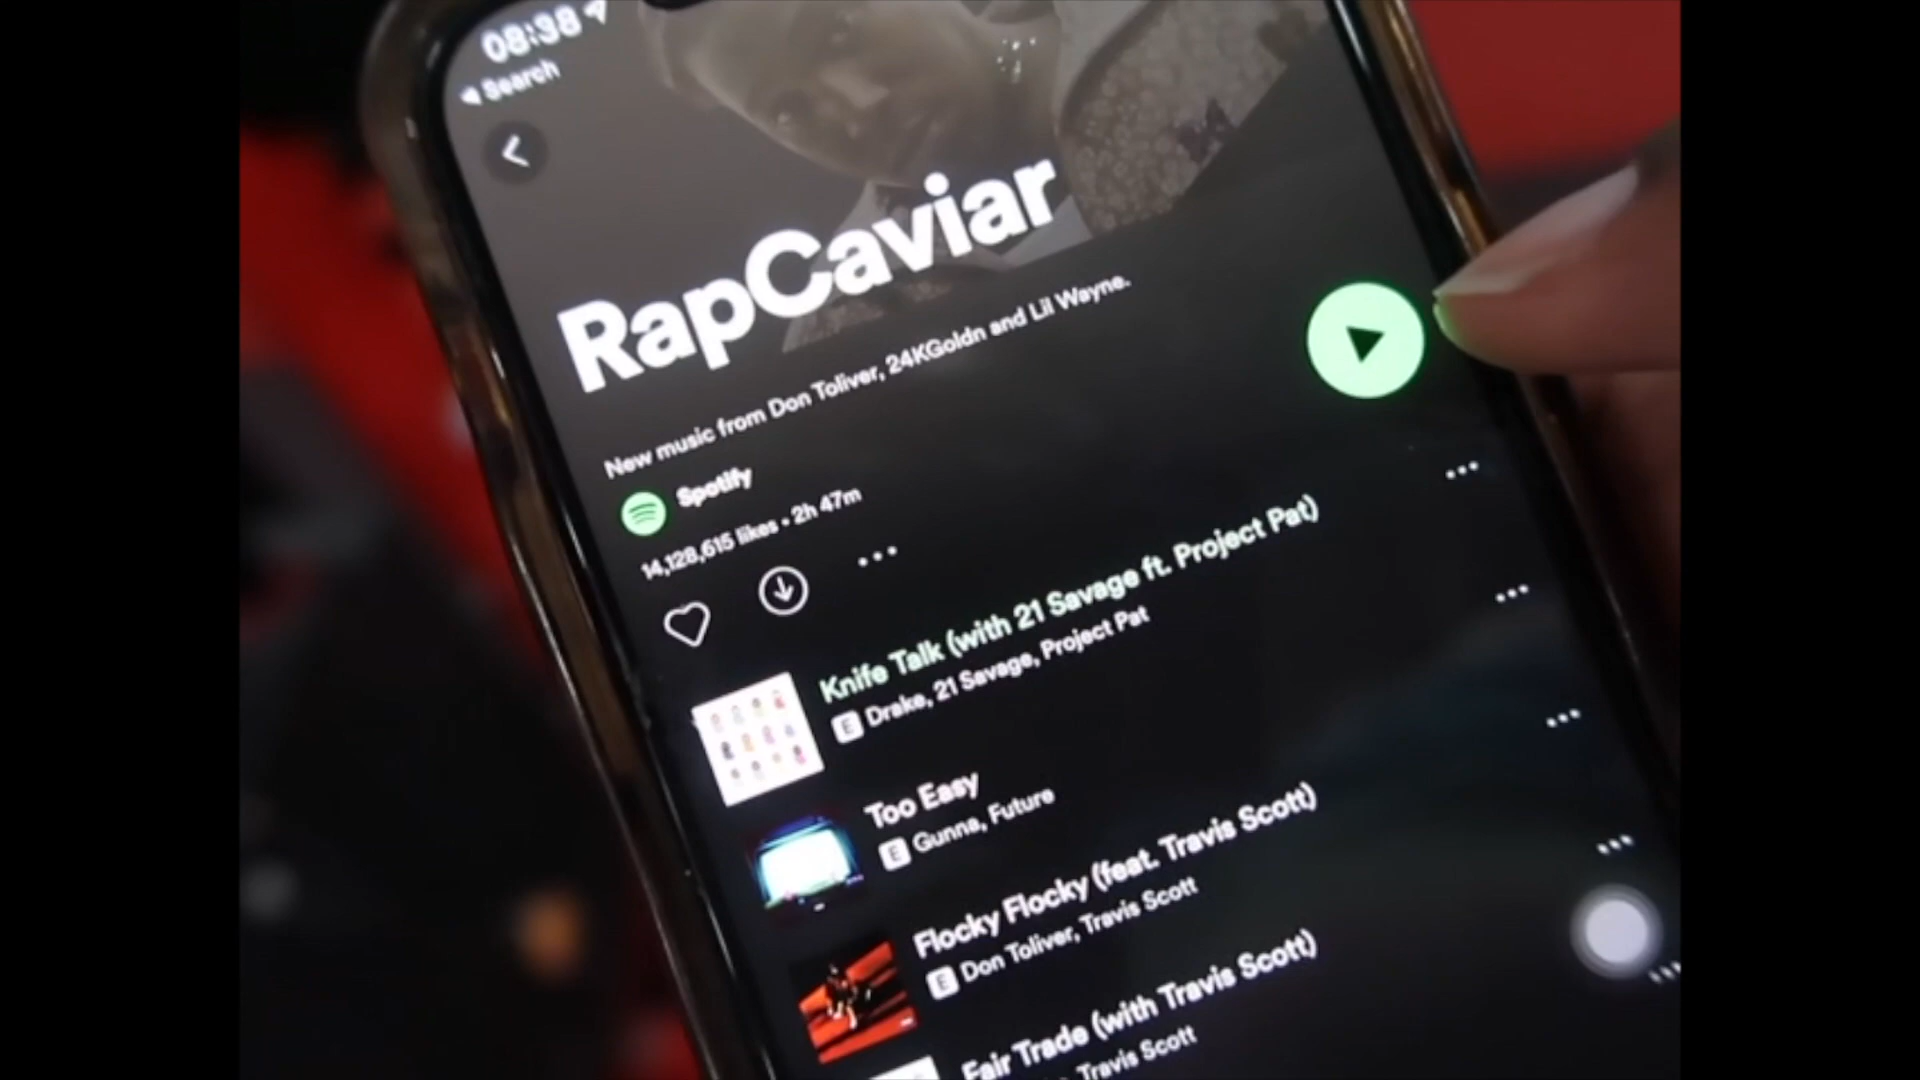 08:38
Search
RapCaviar
New music from Don Toliver, 24KGoldn and Lil Wayne.
Spotify
14,128,615 likes • 2h 47m
Knife Talk (with 21 Savage ft. Project Pat)
E Drake, 21 Savage, Project Pat
Too Easy
E Gunna, Future
Flocky Flocky (feat. Travis Scott)
E Don Toliver, Travis Scott
Fair Trade (with Travis Scott)
Travis Scott